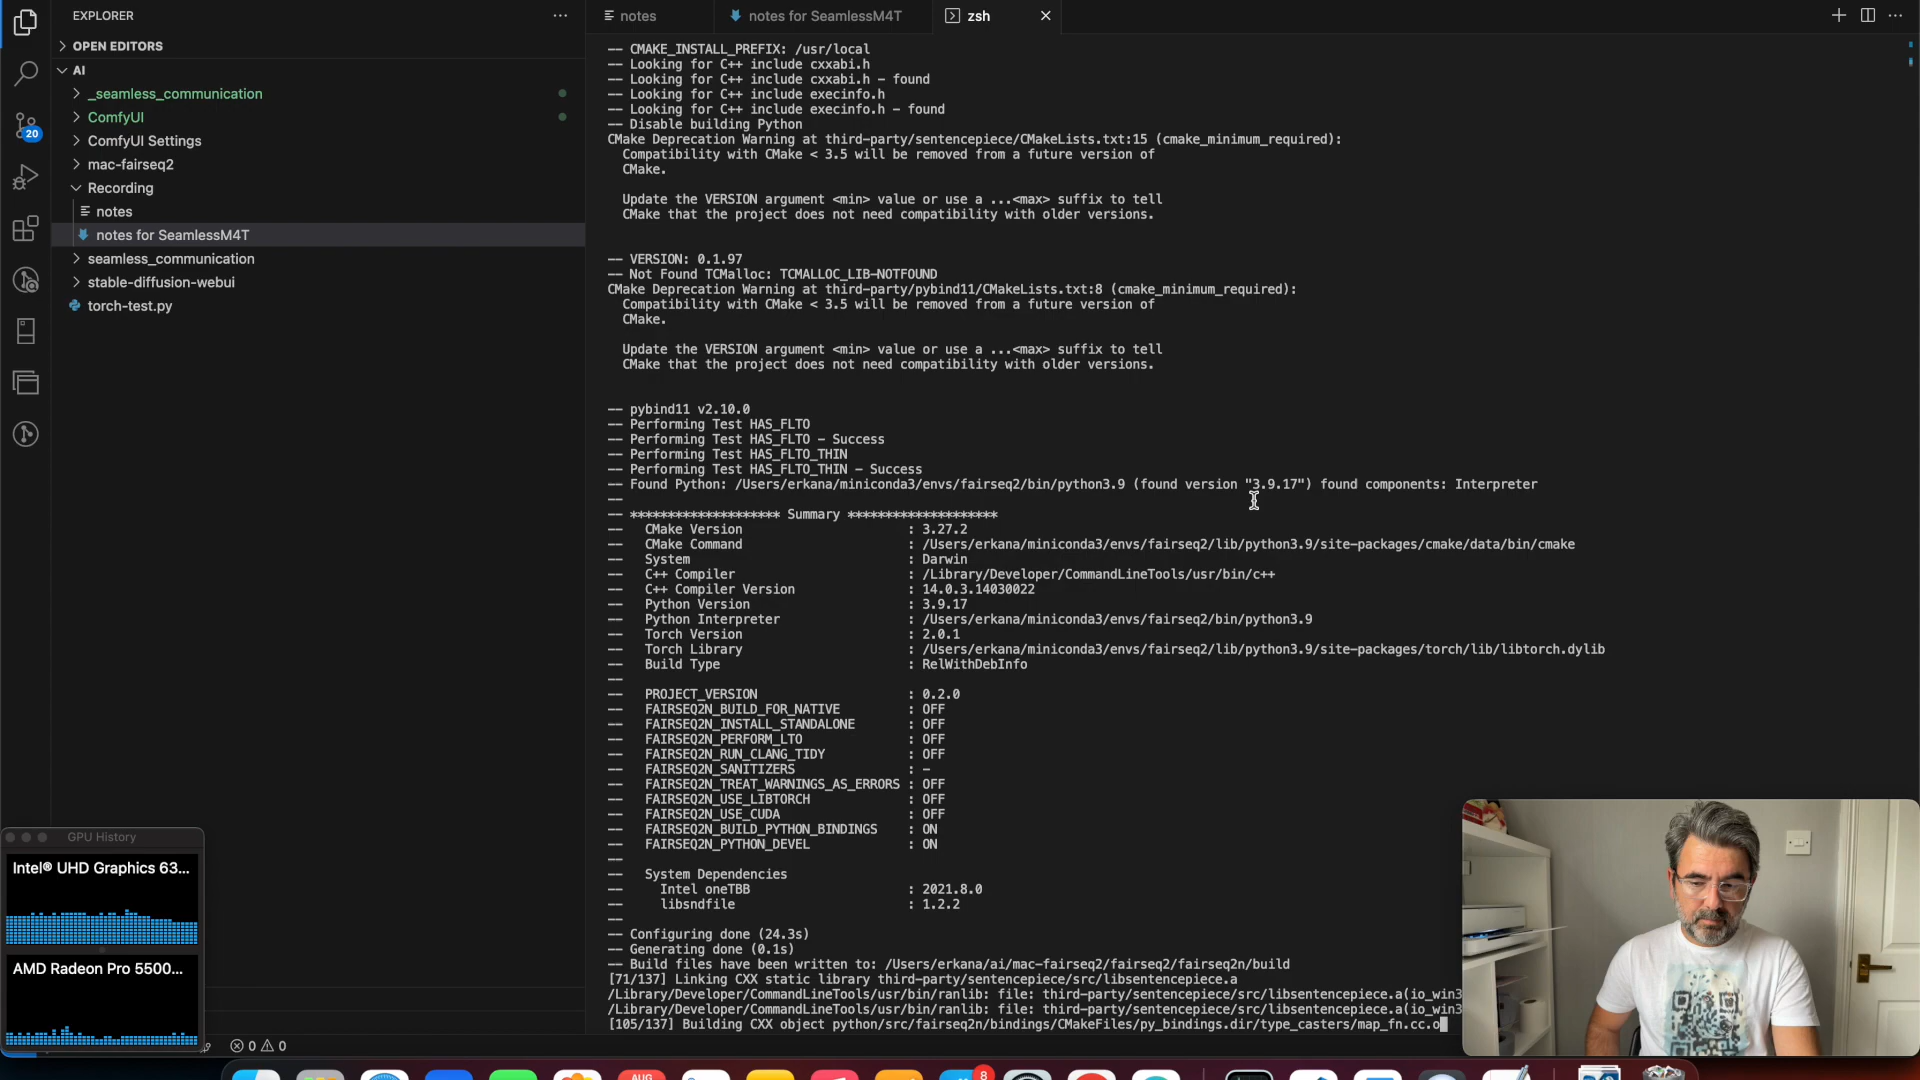 EXPLORER
OPEN EDITORS
AI
_seamless_communication
ComfyUI
ComfyUI Settings
mac-fairseq2
Recording
notes
notes for SeamlessM4T
seamless_communication
stable-diffusion-webui
torch-test.py
20
notes
notes for SeamlessM4T
zsh
-- CMAKE_INSTALL_PREFIX: /usr/local
-- Looking for C++ include cxxabi.h
-- Looking for C++ include cxxabi.h - found
-- Looking for C++ include execinfo.h
-- Looking for C++ include execinfo.h - found
-- Disable building Python
CMake Deprecation Warning at third-party/sentencepiece/CMakeLists.txt:15 (cmake_minimum_required):
Compatibility with CMake < 3.5 will be removed from a future version of
CMake.
Update the VERSION argument <min> value or use a ...<max> suffix to tell
CMake that the project does not need compatibility with older versions.
-- VERSION: 0.1.97
-- Not Found TCMalloc: TCMALLOC_LIB-NOTFOUND
CMake Deprecation Warning at third-party/pybind11/CMakeLists.txt:8 (cmake_minimum_required):
Compatibility with CMake < 3.5 will be removed from a future version of
CMake.
Update the VERSION argument <min> value or use a ...<max> suffix to tell
CMake that the project does not need compatibility with older versions.
-- pybind11 v2.10.0
-- Performing Test HAS_FLTO
-- Performing Test HAS_FLTO - Success
-- Performing Test HAS_FLTO_THIN
-- Performing Test HAS_FLTO_THIN - Success
-- Found Python: /Users/erkana/miniconda3/envs/fairseq2/bin/python3.9 (found version "3.9.17") found components: Interpreter
--
-- ******************** Summary ********************
-- CMake Version : 3.27.2
-- CMake Command : /Users/erkana/miniconda3/envs/fairseq2/lib/python3.9/site-packages/cmake/data/bin/cmake
-- System : Darwin
-- C++ Compiler : /Library/Developer/CommandLineTools/usr/bin/c++
-- C++ Compiler Version : 14.0.3.14030022
-- Python Version : 3.9.17
-- Python Interpreter : /Users/erkana/miniconda3/envs/fairseq2/bin/python3.9
-- Torch Version : 2.0.1
-- Torch Library : /Users/erkana/miniconda3/envs/fairseq2/lib/python3.9/site-packages/torch/lib/libtorch.dylib
-- Build Type : RelWithDebInfo
--
-- PROJECT_VERSION : 0.2.0
-- FAIRSEQ2N_BUILD_FOR_NATIVE : OFF
-- FAIRSEQ2N_INSTALL_STANDALONE : OFF
-- FAIRSEQ2N_PERFORM_LTO : OFF
-- FAIRSEQ2N_RUN_CLANG_TIDY : OFF
-- FAIRSEQ2N_SANITIZERS : -
-- FAIRSEQ2N_TREAT_WARNINGS_AS_ERRORS : OFF
-- FAIRSEQ2N_USE_LIBTORCH : OFF
-- FAIRSEQ2N_USE_CUDA : OFF
-- FAIRSEQ2N_BUILD_PYTHON_BINDINGS : ON
-- FAIRSEQ2N_PYTHON_DEVEL : ON
--
-- System Dependencies
-- Intel oneTBB : 2021.8.0
-- libsndfile : 1.2.2
--
-- Configuring done (24.3s)
-- Generating done (0.1s)
-- Build files have been written to: /Users/erkana/ai/mac-fairseq2/fairseq2/fairseq2n/build
[71/137] Linking CXX static library third-party/sentencepiece/src/libsentencepiece.a
/Library/Developer/CommandLineTools/usr/bin/ranlib: file: third-party/sentencepiece/src/libsentencepiece.a(io_win3
/Library/Developer/CommandLineTools/usr/bin/ranlib: file: third-party/sentencepiece/src/libsentencepiece.a(io_win3
[105/137] Building CXX object python/src/fairseq2n/bindings/CMakeFiles/py_bindings.dir/type_casters/map_fn.cc.o
GPU History
Intel® UHD Graphics 63...
AMD Radeon Pro 5500...
0 0
AUG
8